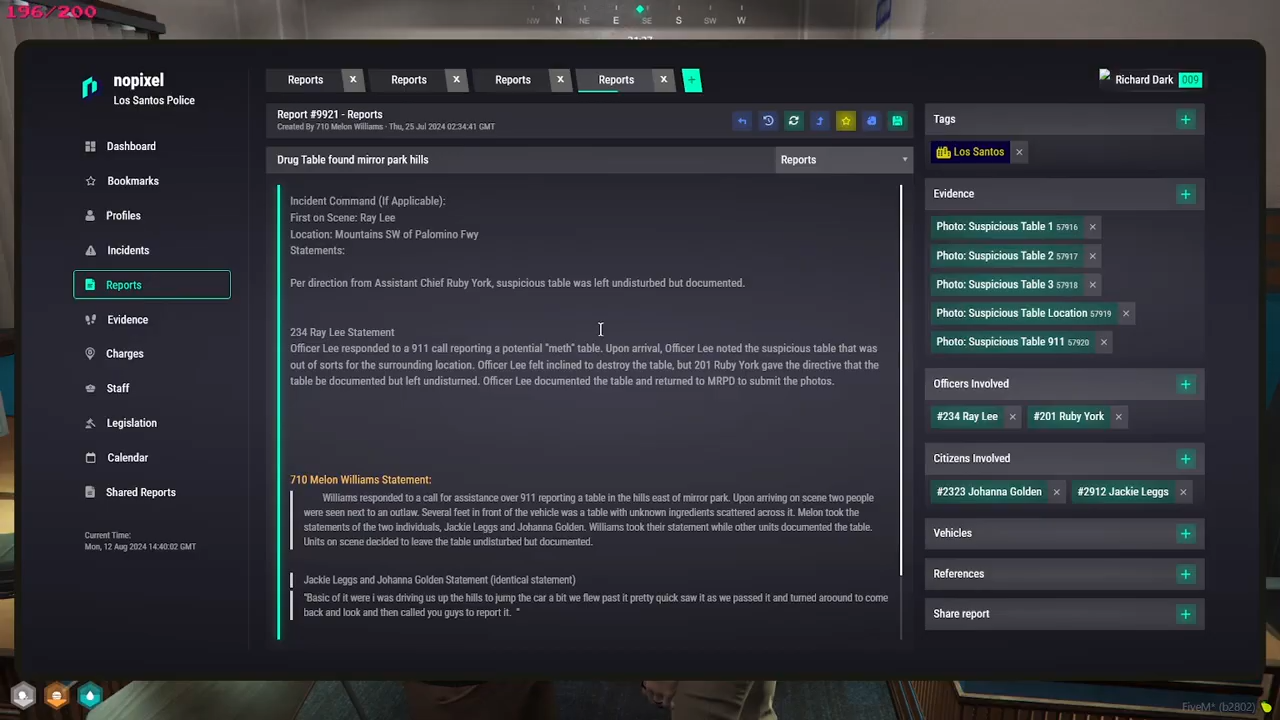 196/200
NW N NE E SE S SW W
nopixel
Los Santos Police
Dashboard
Bookmarks
Profiles
Incidents
Reports
Evidence
Charges
Staff
Legislation
Calendar
Shared Reports
Current Time:
Mon, 12 Aug 2024 14:40:02 GMT
Reports x Reports x Reports x Reports x +
Richard Dark 009
Report #9921 - Reports
Created By 710 Melon Williams - Thu, 25 Jul 2024 02:34:41 GMT
Drug Table found mirror park hills
Reports
Incident Command (If Applicable):
First on Scene: Ray Lee
Location: Mountains SW of Palomino Fwy
Statements:
Per direction from Assistant Chief Ruby York, suspicious table was left undisturbed but documented.
234 Ray Lee Statement
Officer Lee responded to a 911 call reporting a potential "meth" table. Upon arrival, Officer Lee noted the suspicious table that was
out of sorts for the surrounding location. Officer Lee felt inclined to destroy the table, but 201 Ruby York gave the directive that the
table be documented but left undisturned. Officer Lee documented the table and returned to MRPD to submit the photos.
710 Melon Williams Statement:
Williams responded to a call for assistance over 911 reporting a table in the hills east of mirror park. Upon arriving on scene two people
were seen next to an outlaw. Several feet in front of the vehicle was a table with unknown ingredients scattered across it. Melon took the
statements of the two individuals, Jackie Leggs and Johanna Golden. Williams took their statement while other units documented the table.
Units on scene decided to leave the table undisturbed but documented.
Jackie Leggs and Johanna Golden Statement (identical statement)
"Basic of it were i was driving us up the hills to jump the car a bit we flew past it pretty quick saw it as we passed it and turned aroound to come
back and look and then called you guys to report it. "
Tags +
Los Santos x
Evidence +
Photo: Suspicious Table 1 57916 x
Photo: Suspicious Table 2 57917 x
Photo: Suspicious Table 3 57918 x
Photo: Suspicious Table Location 57919 x
Photo: Suspicious Table 911 57920 x
Officers Involved +
#234 Ray Lee x #201 Ruby York x
Citizens Involved +
#2323 Johanna Golden x #2912 Jackie Leggs x
Vehicles +
References +
Share report +
FiveM* (b2802)